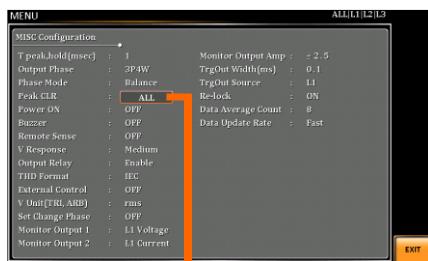 MENU
ALL|L1|L2|L3
MISC Configuration
T peak,hold(msec) : 1
Output Phase : 3P4W
Phase Mode : Balance
Peak CLR : ALL
Power ON : OFF
Buzzer : OFF
Remote Sense : OFF
V Response : Medium
Output Relay : Enable
THD Format : IEC
External Control : OFF
V Unit(TRI, ARB) : rms
Set Change Phase : OFF
Monitor Output 1 : L1 Voltage
Monitor Output 2 : L1 Current
Monitor Output Amp : ± 2.5
TrgOut Width(ms) : 0.1
TrgOut Source : L1
Re-lock : ON
Data Average Count : 8
Data Update Rate : Fast
EXIT